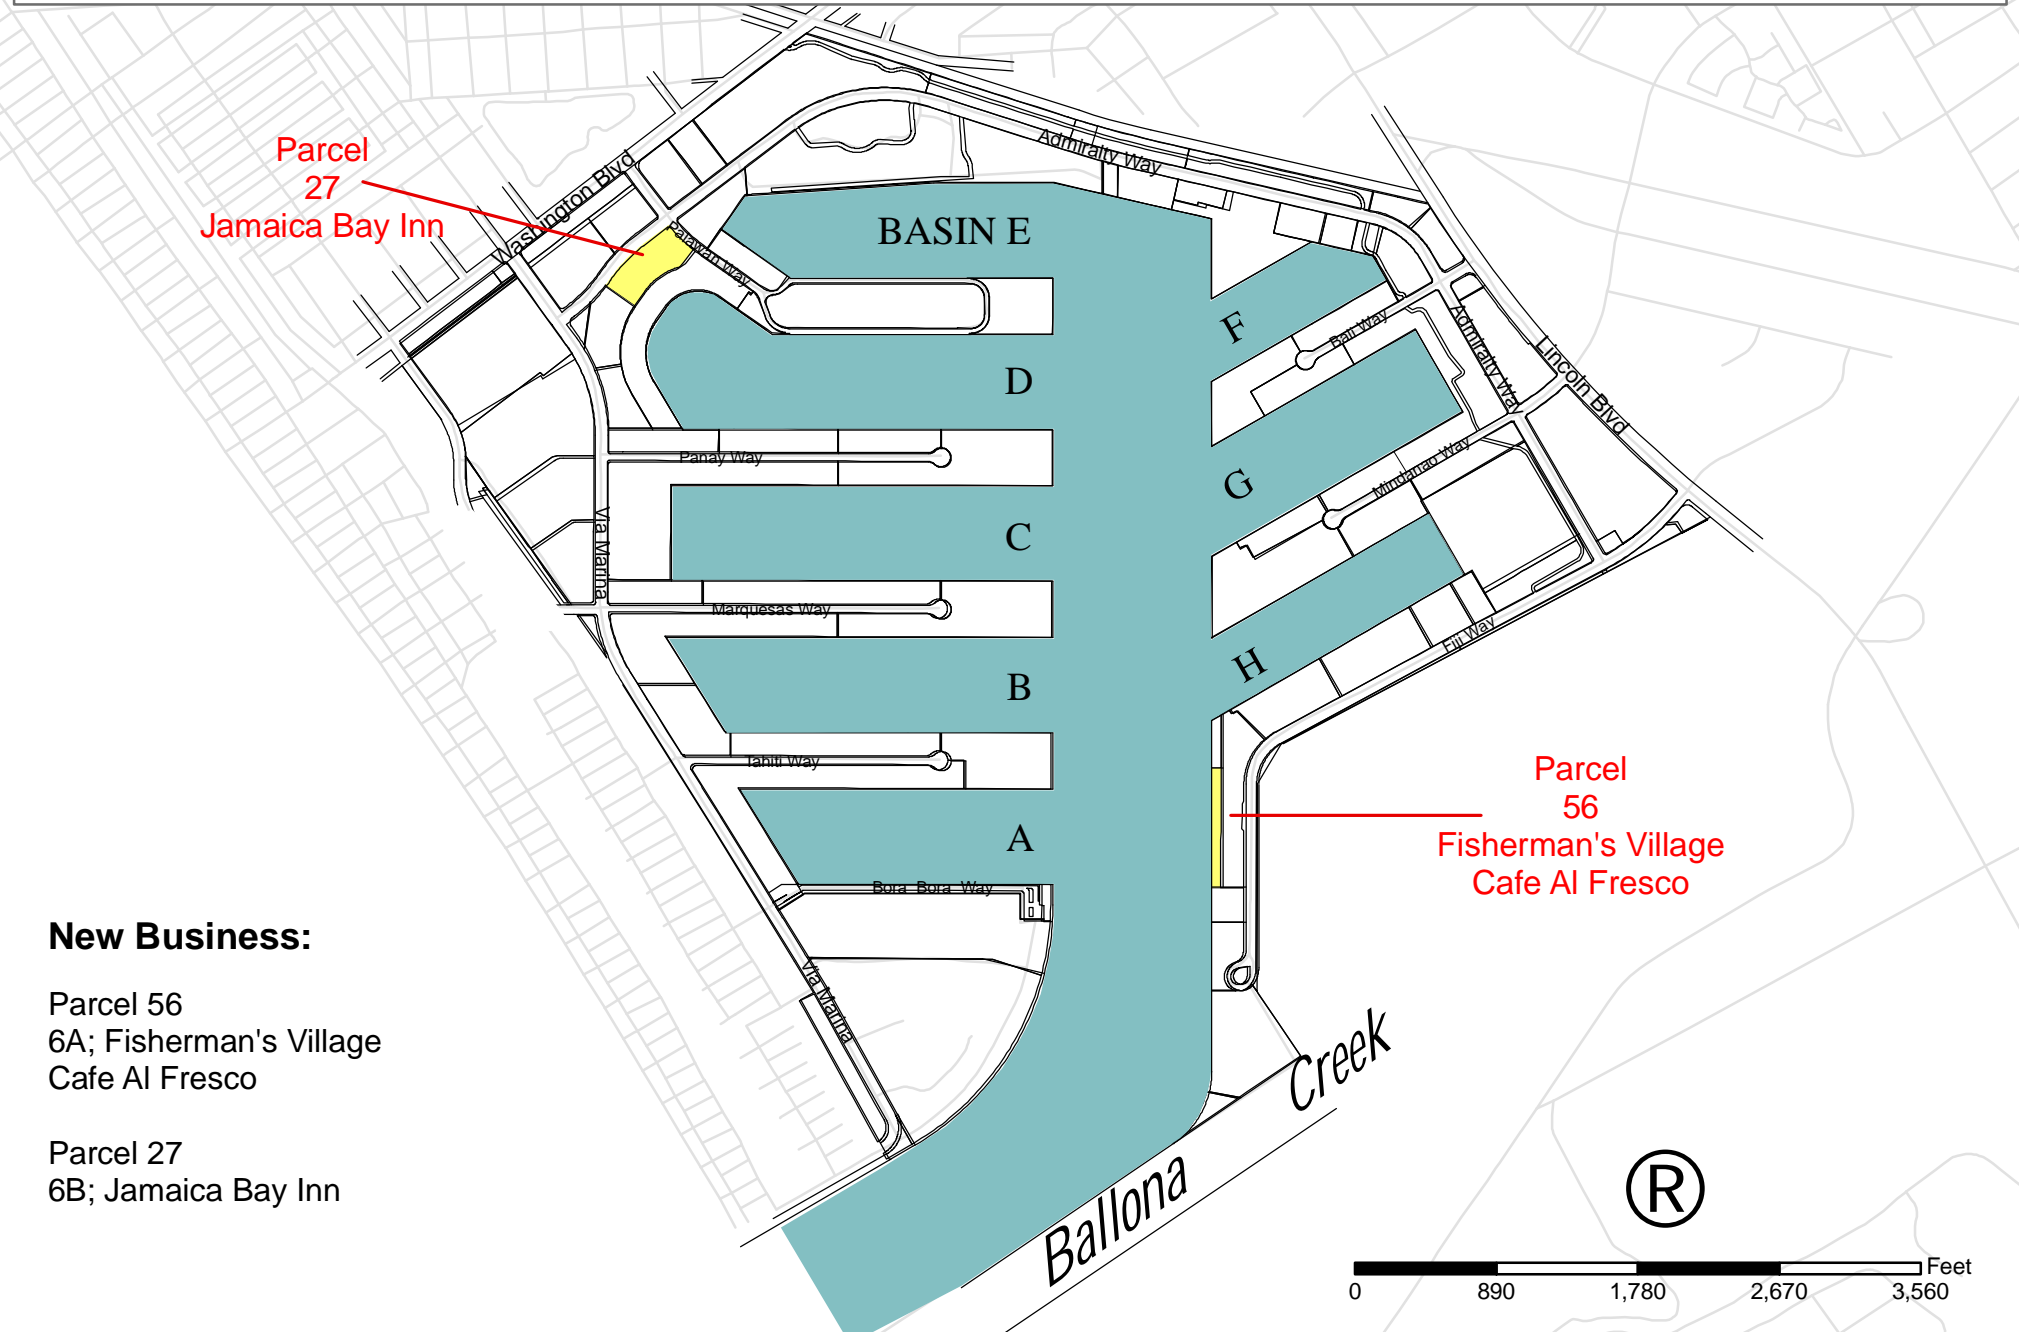 Parcel
27
Jamaica Bay Inn
Washington Blvd
Palawan Way
Admiralty Way
BASIN E
F
Bali Way
Admiralty Way
Lincoln Blvd
D
Panay Way
G
Mindanao Way
Via Marina
C
Marquesas Way
Fiji Way
H
B
Tahiti Way
A
Bora Bora Way
Parcel
56
Fisherman's Village
Cafe Al Fresco
Via Marina
New Business:
Parcel 56
6A; Fisherman's Village
Cafe Al Fresco
Parcel 27
6B; Jamaica Bay Inn
Ballona Creek
®
Feet
0 890 1,780 2,670 3,560